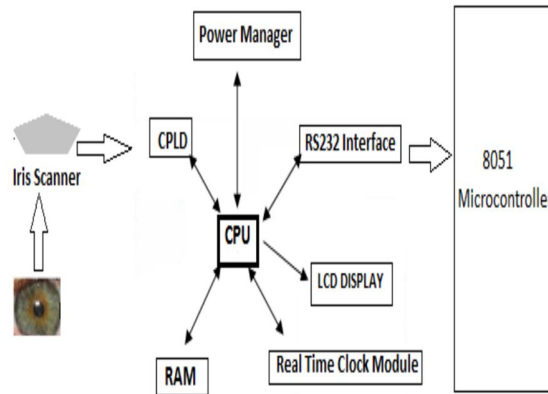 Power Manager
CPLD
RS232 Interface
Iris Scanner
8051
Microcontrolle
CPU
LCD DISPLAY
RAM
Real Time Clock Module